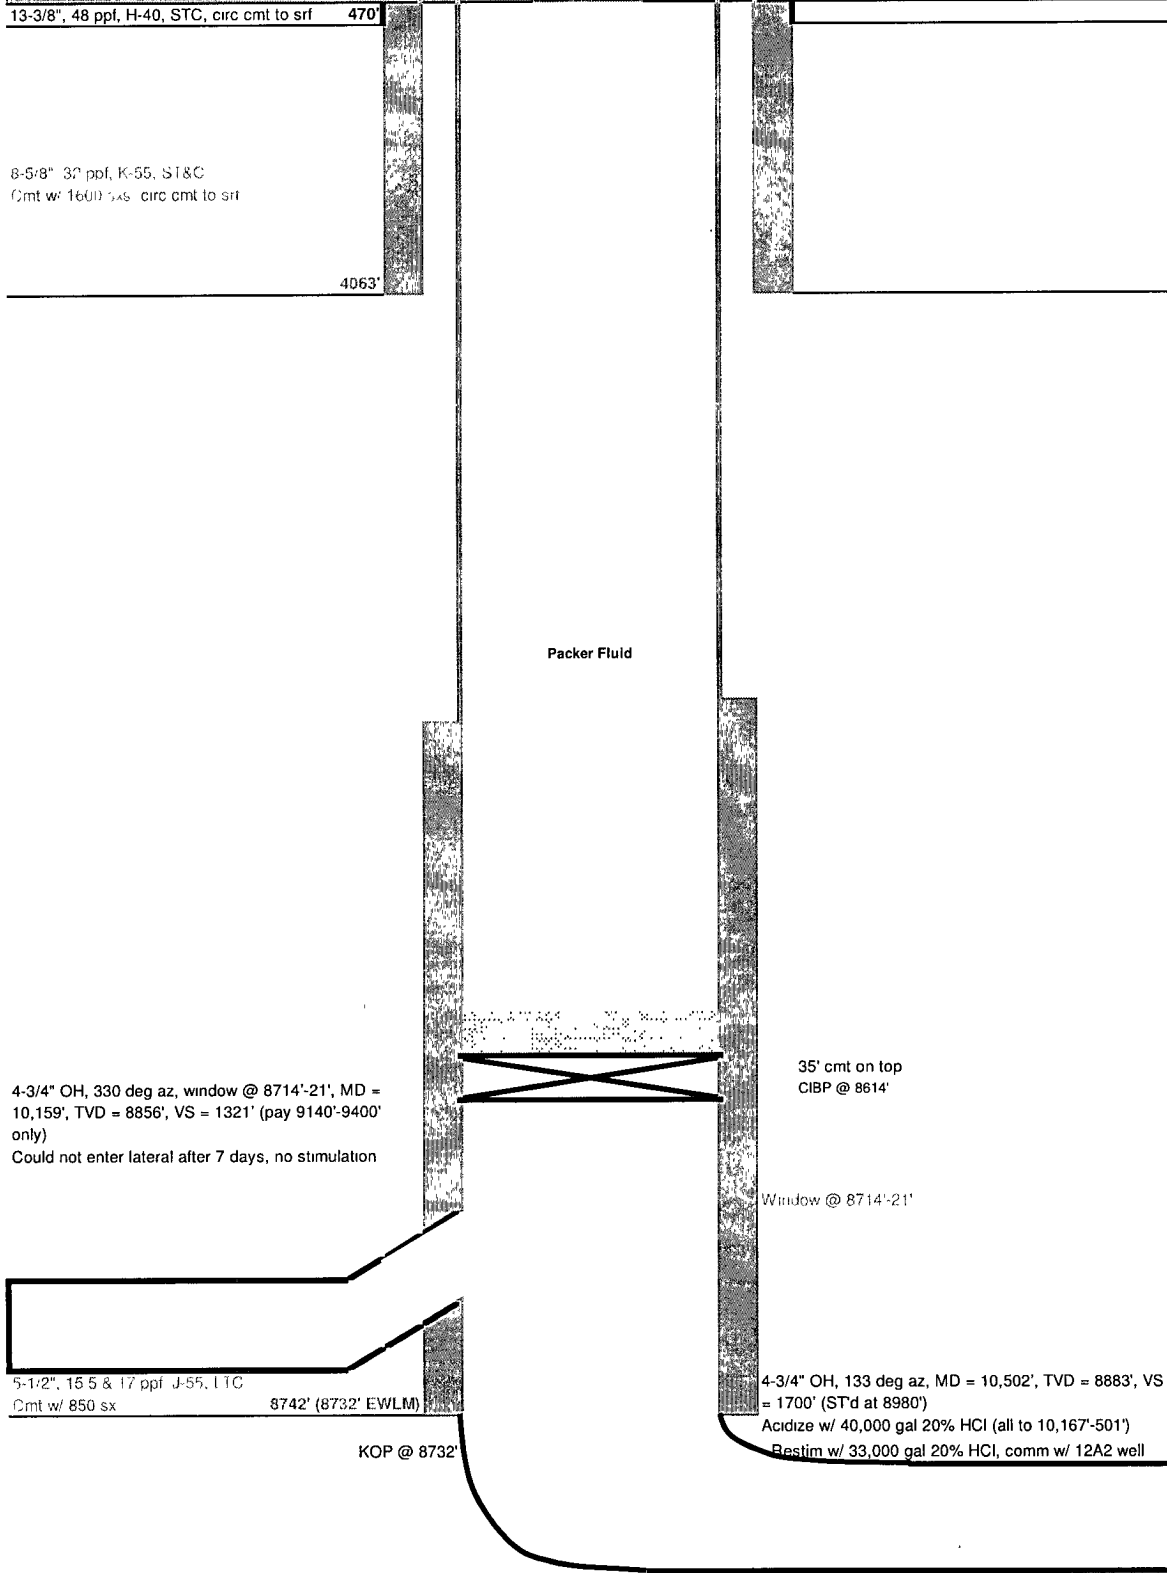 13-3/8", 48 ppf, H-40, STC, circ cmt to srf 470'
8-5/8" 32 ppf, K-55, ST&C
Cmt w/ 1600 sxs circ cmt to srf
4063'
Packer Fluid
35' cmt on top
CIBP @ 8614'
4-3/4" OH, 330 deg az, window @ 8714'-21', MD =
10,159', TVD = 8856', VS = 1321' (pay 9140'-9400'
only)
Could not enter lateral after 7 days, no stimulation
Window @ 8714'-21'
5-1/2", 15.5 & 17 ppf J-55, LTC
Cmt w/ 850 sx 8742' (8732' EWLM)
KOP @ 8732'
4-3/4" OH, 133 deg az, MD = 10,502', TVD = 8883', VS
= 1700' (ST'd at 8980')
Acidize w/ 40,000 gal 20% HCl (all to 10,167'-501')
Restim w/ 33,000 gal 20% HCl, comm w/ 12A2 well